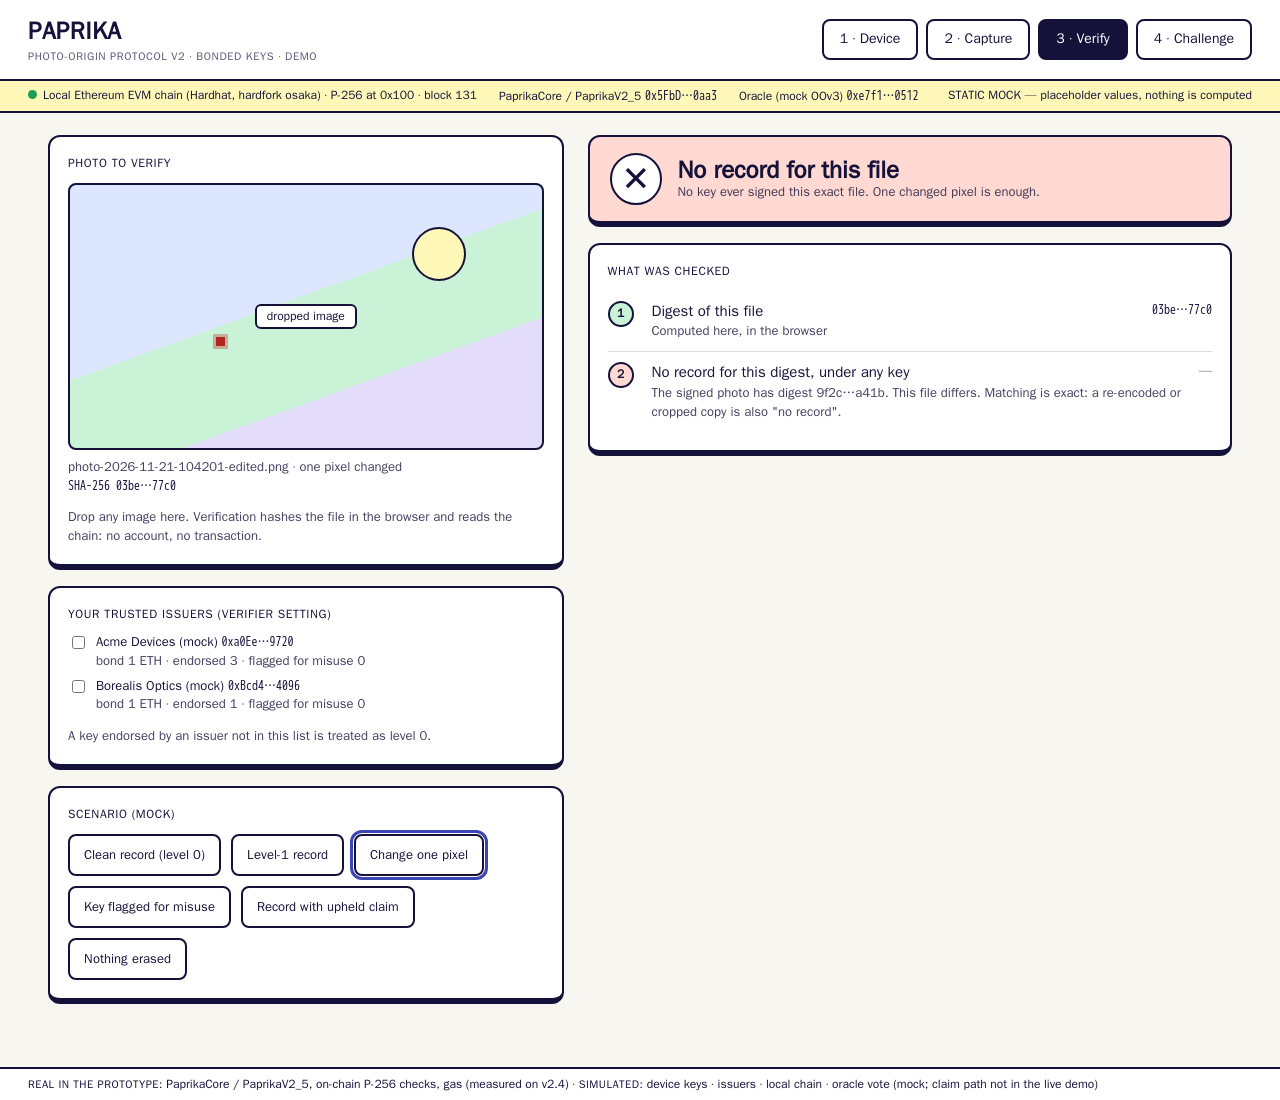 PAPRIKA
PHOTO-ORIGIN PROTOCOL V2 · BONDED KEYS · DEMO
1 · Device
2 · Capture
3 · Verify
4 · Challenge
Local Ethereum EVM chain (Hardhat, hardfork osaka) · P-256 at 0x100 · block 131
PaprikaCore / PaprikaV2_5 0x5FbD···0aa3
Oracle (mock OOv3) 0xe7f1···0512
STATIC MOCK — placeholder values, nothing is computed
PHOTO TO VERIFY
dropped image
photo-2026-11-21-104201-edited.png · one pixel changed
SHA-256 03be···77c0
Drop any image here. Verification hashes the file in the browser and reads the
chain: no account, no transaction.
YOUR TRUSTED ISSUERS (VERIFIER SETTING)
Acme Devices (mock) 0xa0Ee···9720
bond 1 ETH · endorsed 3 · flagged for misuse 0
Borealis Optics (mock) 0xBcd4···4096
bond 1 ETH · endorsed 1 · flagged for misuse 0
A key endorsed by an issuer not in this list is treated as level 0.
SCENARIO (MOCK)
Clean record (level 0)
Level-1 record
Change one pixel
Key flagged for misuse
Record with upheld claim
Nothing erased
No record for this file
No key ever signed this exact file. One changed pixel is enough.
WHAT WAS CHECKED
1
Digest of this file
03be···77c0
Computed here, in the browser
2
No record for this digest, under any key
—
The signed photo has digest 9f2c···a41b. This file differs. Matching is exact: a re-encoded or
cropped copy is also "no record".
REAL IN THE PROTOTYPE: PaprikaCore / PaprikaV2_5, on-chain P-256 checks, gas (measured on v2.4) · SIMULATED: device keys · issuers · local chain · oracle vote (mock; claim path not in the live demo)